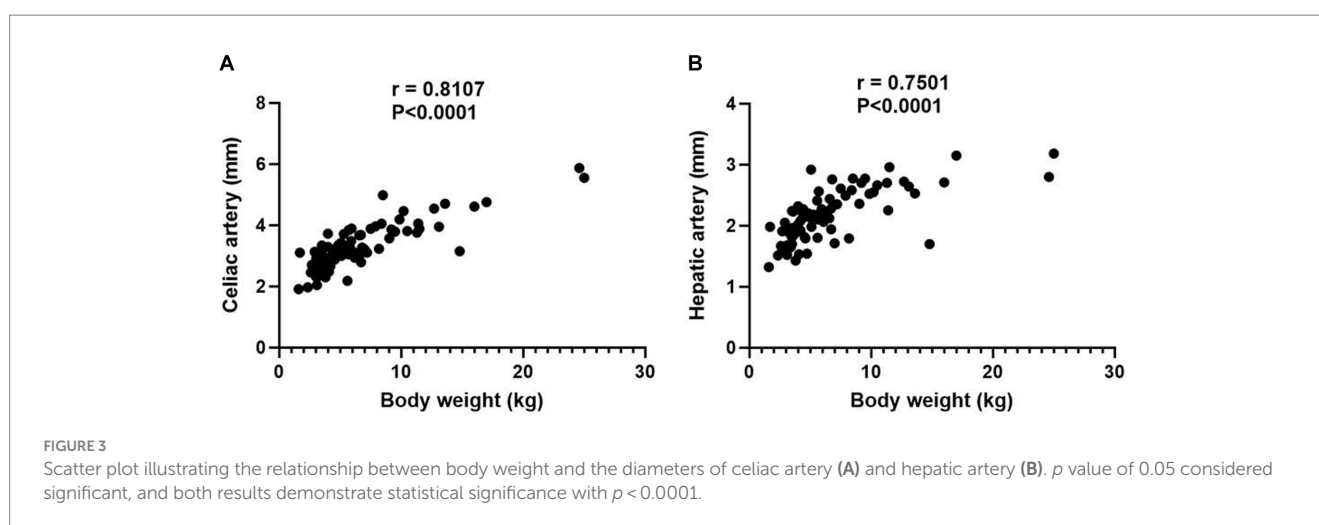 A
r = 0.8107
P<0.0001
8
6
4
2
0
Celiac artery (mm)
0 10 20 30
Body weight (kg)
B
r = 0.7501
P<0.0001
4
3
2
1
0
Hepatic artery (mm)
0 10 20 30
Body weight (kg)
FIGURE 3
Scatter plot illustrating the relationship between body weight and the diameters of celiac artery (A) and hepatic artery (B). p value of 0.05 considered
significant, and both results demonstrate statistical significance with p < 0.0001.